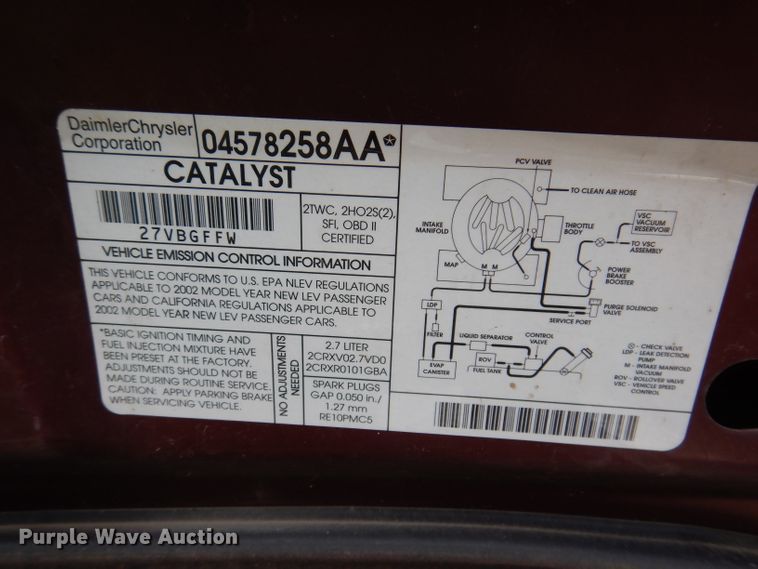 DaimlerChrysler
Corporation
04578258AA
CATALYST
27VBGFFW
2TWC, 2HO2S(2),
SFI, OBD II
CERTIFIED
VEHICLE EMISSION CONTROL INFORMATION
THIS VEHICLE CONFORMS TO U.S. EPA NLEV REGULATIONS
APPLICABLE TO 2002 MODEL YEAR NEW LEV PASSENGER
CARS AND CALIFORNIA REGULATIONS APPLICABLE TO
2002 MODEL YEAR NEW LEV PASSENGER CARS.
*BASIC IGNITION TIMING AND
FUEL INJECTION MIXTURE HAVE
BEEN PRESET AT THE FACTORY.
ADJUSTMENTS SHOULD NOT BE
MADE DURING ROUTINE SERVICE.
CAUTION: APPLY PARKING BRAKE
WHEN SERVICING VEHICLE.
NO ADJUSTMENTS
NEEDED
2.7 LITER
2CRXV02.7VD0
2CRXR0101GBA
SPARK PLUGS
GAP 0.050 in./
1.27 mm
RE10PMC5
PCV VALVE
TO CLEAN AIR HOSE
INTAKE
MANIFOLD
THROTTLE
BODY
VSC
VACUUM
RESERVOIR
TO VSC
ASSEMBLY
MAP
M M
POWER
BRAKE
BOOSTER
LDP
PURGE SOLENOID
VALVE
SERVICE PORT
FILTER
LIQUID SEPARATOR
CONTROL
VALVE
ROV
EVAP
CANISTER
FUEL TANK
- CHECK VALVE
LDP - LEAK DETECTION
PUMP
M - INTAKE MANIFOLD
VACUUM
ROV - ROLLOVER VALVE
VSC - VEHICLE SPEED
CONTROL
Purple Wave Auction